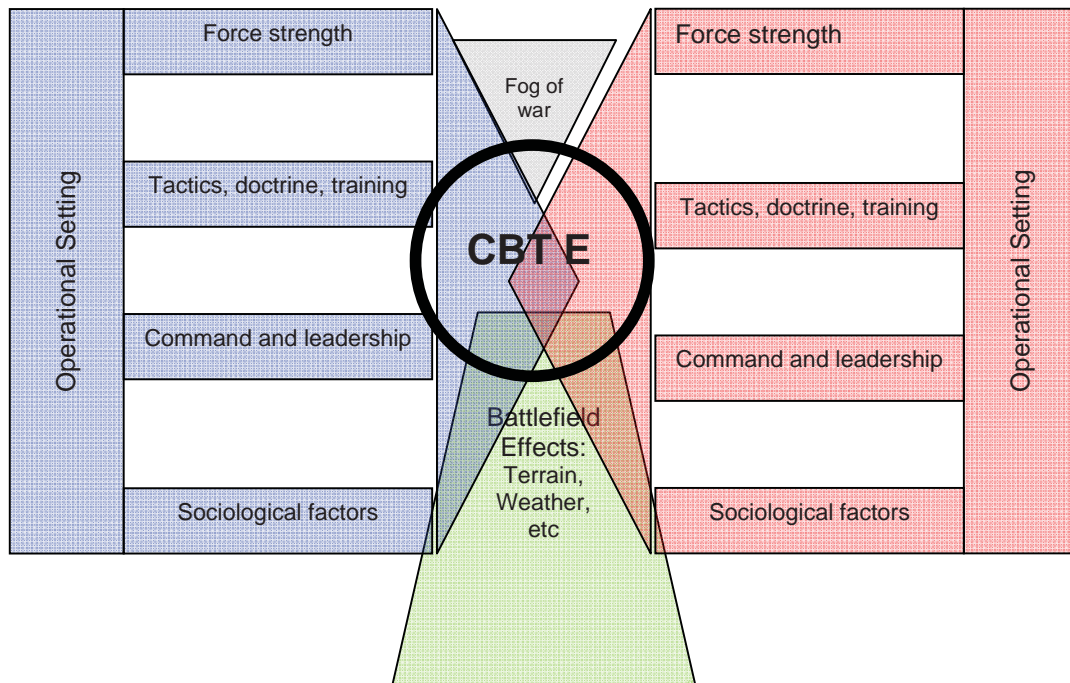 Operational Setting
Force strength
Tactics, doctrine, training
Command and leadership
Sociological factors
Fog of
war
CBT E
Battlefield
Effects:
Terrain,
Weather,
etc
Force strength
Tactics, doctrine, training
Command and leadership
Sociological factors
Operational Setting